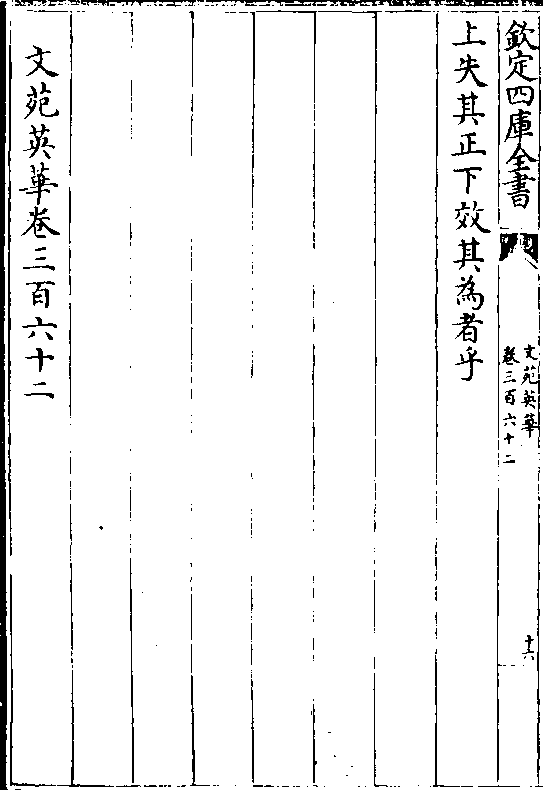 欽定四庫全書
文苑英華
卷三百六十二
十六
上失其正下效其為者乎
文苑英華卷三百六十二